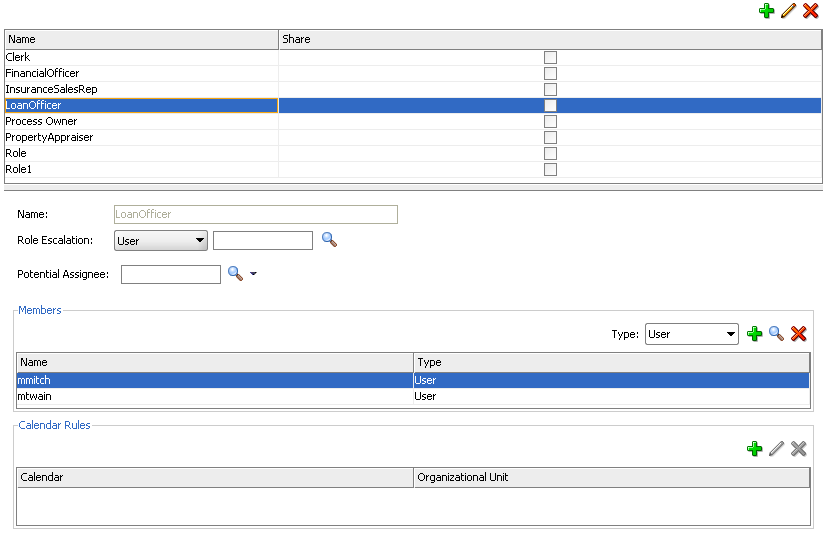 Name Share
Clerk
FinancialOfficer
InsuranceSalesRep
LoanOfficer
Process Owner
PropertyAppraiser
Role
Role1
Name: LoanOfficer
Role Escalation: User
Potential Assignee:
Members
Type: User
Name Type
mmitch User
mtwain User
Calendar Rules
Calendar Organizational Unit